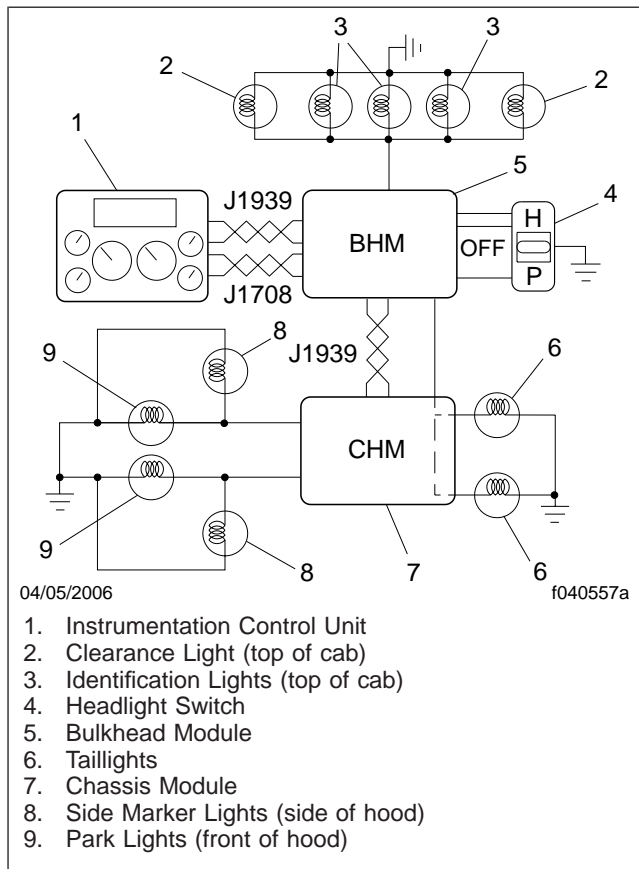 3 3
2 2
1
5
J1939 4
BHM H
OFF
P
J1708
8
9 J1939 6
CHM
9 8 7 6
04/05/2006 f040557a
1. Instrumentation Control Unit
2. Clearance Light (top of cab)
3. Identification Lights (top of cab)
4. Headlight Switch
5. Bulkhead Module
6. Taillights
7. Chassis Module
8. Side Marker Lights (side of hood)
9. Park Lights (front of hood)